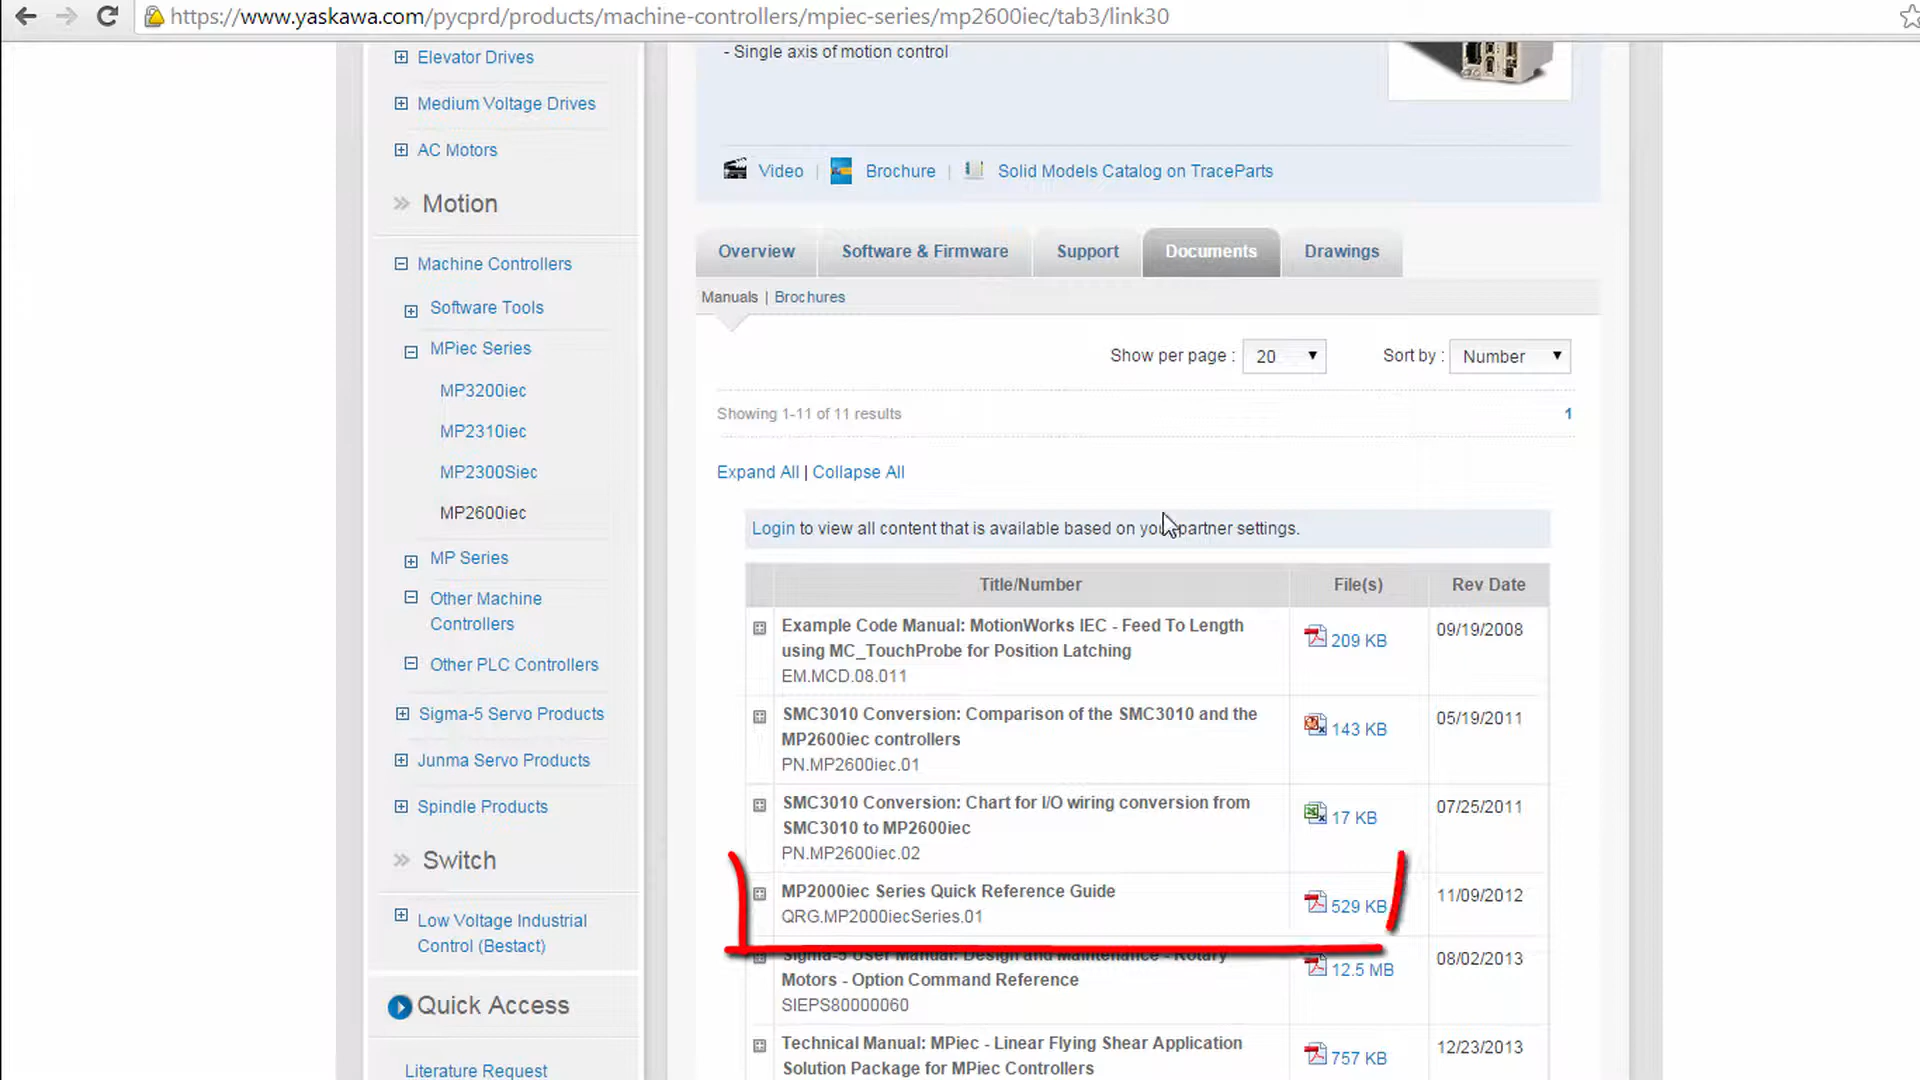 https://www.yaskawa.com/pycprd/products/machine-controllers/mpiec-series/mp2600iec/tab3/link30
Elevator Drives
Medium Voltage Drives
AC Motors
Motion
Machine Controllers
Software Tools
MPiec Series
MP3200iec
MP2310iec
MP2300Siec
MP2600iec
MP Series
Other Machine
Controllers
Other PLC Controllers
Sigma-5 Servo Products
Junma Servo Products
Spindle Products
Switch
Low Voltage Industrial
Control (Bestact)
Quick Access
Literature Request
- Single axis of motion control
Video | Brochure | Solid Models Catalog on TraceParts
Overview Software & Firmware Support Documents Drawings
Manuals | Brochures
Show per page : 20 Sort by : Number
Showing 1-11 of 11 results 1
Expand All | Collapse All
Login to view all content that is available based on your partner settings.
Title/Number File(s) Rev Date
Example Code Manual: MotionWorks IEC - Feed To Length 209 KB 09/19/2008
using MC_TouchProbe for Position Latching
EM.MCD.08.011
SMC3010 Conversion: Comparison of the SMC3010 and the 143 KB 05/19/2011
MP2600iec controllers
PN.MP2600iec.01
SMC3010 Conversion: Chart for I/O wiring conversion from 17 KB 07/25/2011
SMC3010 to MP2600iec
PN.MP2600iec.02
MP2000iec Series Quick Reference Guide 529 KB 11/09/2012
QRG.MP2000iecSeries.01
Sigma-5 User Manual: Design and Maintenance - Rotary 12.5 MB 08/02/2013
Motors - Option Command Reference
SIEPS80000060
Technical Manual: MPiec - Linear Flying Shear Application 757 KB 12/23/2013
Solution Package for MPiec Controllers